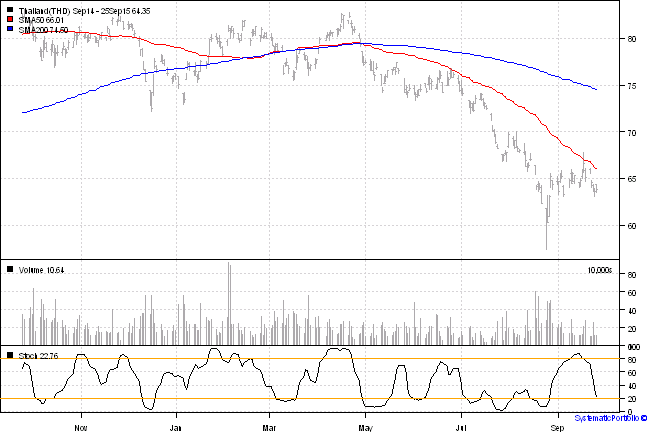 Thailand(THD) Sep14 - 25Sep15 64.35
SMA50 66.01
SMA200 74.50
80
75
70
65
60
Volume 10.64
10,000s
80
60
40
20
Stoch 22.76
100
80
60
40
20
0
Nov
Jan
Mar
May
Jul
Sep
SystematicPortfolio ©